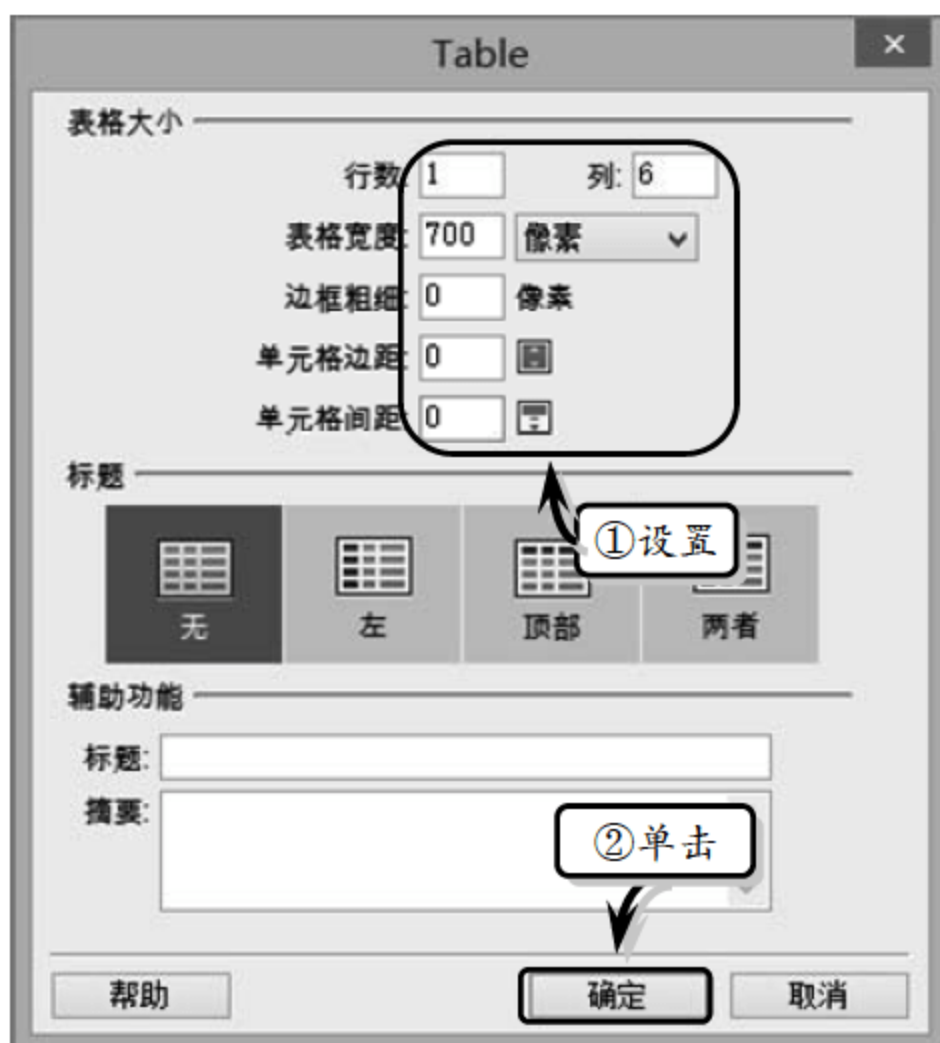 Table
表格大小
行数: 1 列: 6
表格宽度: 700 像素
边框粗细: 0 像素
单元格边距: 0
单元格间距: 0
标题
①设置
无 左 顶部 两者
辅助功能
标题:
摘要:
②单击
帮助 确定 取消